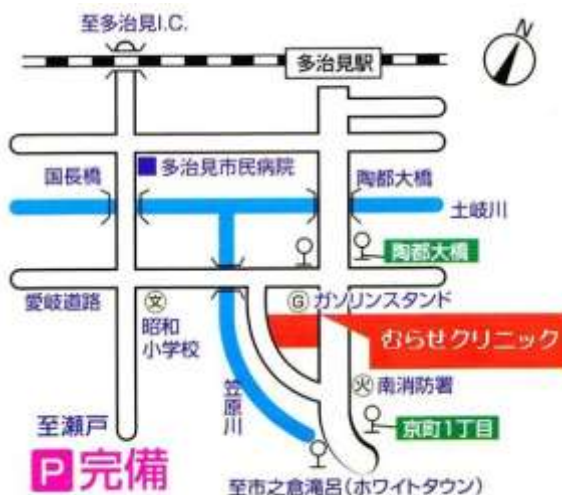 至多治見I.C.
N
多治見駅
国長橋
多治見市民病院
陶都大橋
土岐川
陶都大橋
愛岐道路
文
昭和
小学校
G ガソリンスタンド
むらせクリニック
笠原川
火 南消防署
至瀬戸
京町1丁目
P 完備
至市之倉滝呂(ホワイトタウン)